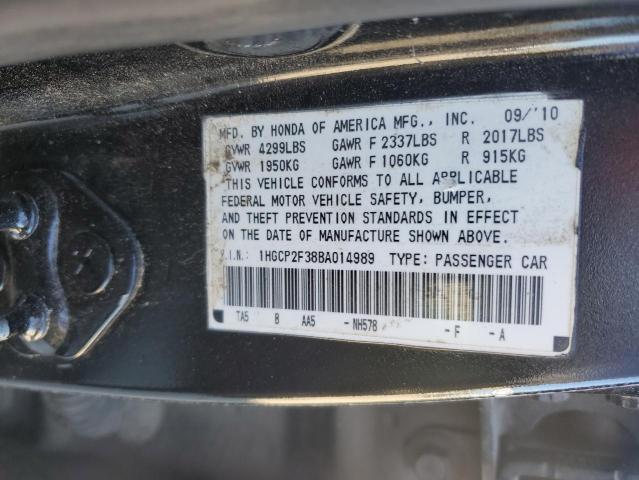 MFD. BY HONDA OF AMERICA MFG., INC. 09/'10
GVWR 4299LBS GAWR F 2337LBS R 2017LBS
GVWR 1950KG GAWR F 1060KG R 915KG
THIS VEHICLE CONFORMS TO ALL APPLICABLE
FEDERAL MOTOR VEHICLE SAFETY, BUMPER,
AND THEFT PREVENTION STANDARDS IN EFFECT
ON THE DATE OF MANUFACTURE SHOWN ABOVE.
V.I.N.: 1HGCP2F38BA014989 TYPE: PASSENGER CAR
TA5 B AA5 -NH578 -F -A